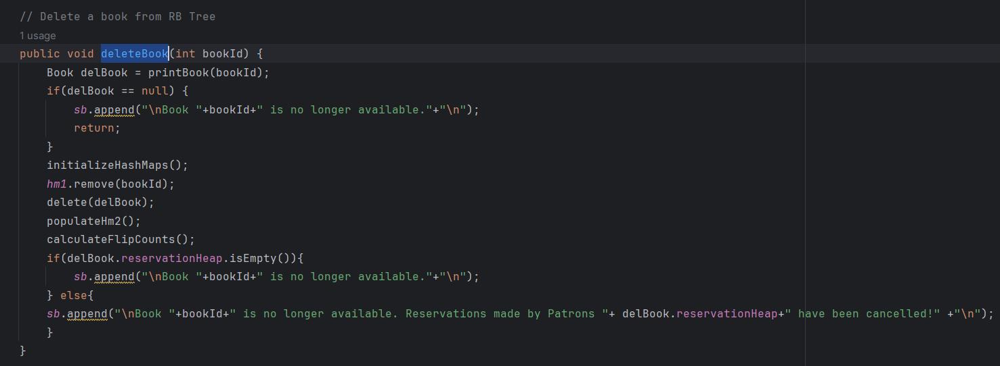 // Delete a book from RB Tree
1 usage
public void deleteBook(int bookId) {
Book delBook = printBook(bookId);
if(delBook == null) {
sb.append("\nBook "+bookId+" is no longer available."+"\n");
return;
}
initializeHashMaps();
hm1.remove(bookId);
delete(delBook);
populateHm2();
calculateFlipCounts();
if(delBook.reservationHeap.isEmpty()){
sb.append("\nBook "+bookId+" is no longer available."+"\n");
} else{
sb.append("\nBook "+bookId+" is no longer available. Reservations made by Patrons "+ delBook.reservationHeap+" have been cancelled!" +"\n");
}
}